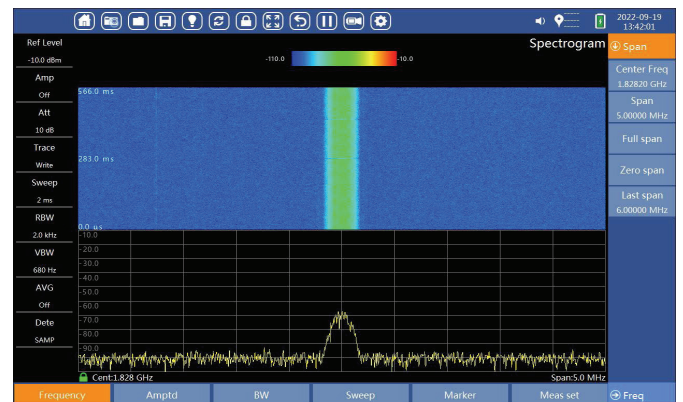 2022-09-19
13:42:01
Ref Level
-10.0 dBm
Amp
Off
Att
10 dB
Trace
Write
Sweep
2 ms
RBW
2.0 kHz
VBW
680 Hz
AVG
Off
Dete
SAMP
Spectrogram
-110.0
-10.0
566.0 ms
283.0 ms
0.0 us
-10.0
-20.0
-30.0
-40.0
-50.0
-60.0
-70.0
-80.0
-90.0
Cent:1.828 GHz
Span:5.0 MHz
Span
Center Freq
1.82820 GHz
Span
5.00000 MHz
Full span
Zero span
Last span
6.00000 MHz
Freq
Frequency
Amptd
BW
Sweep
Marker
Meas set